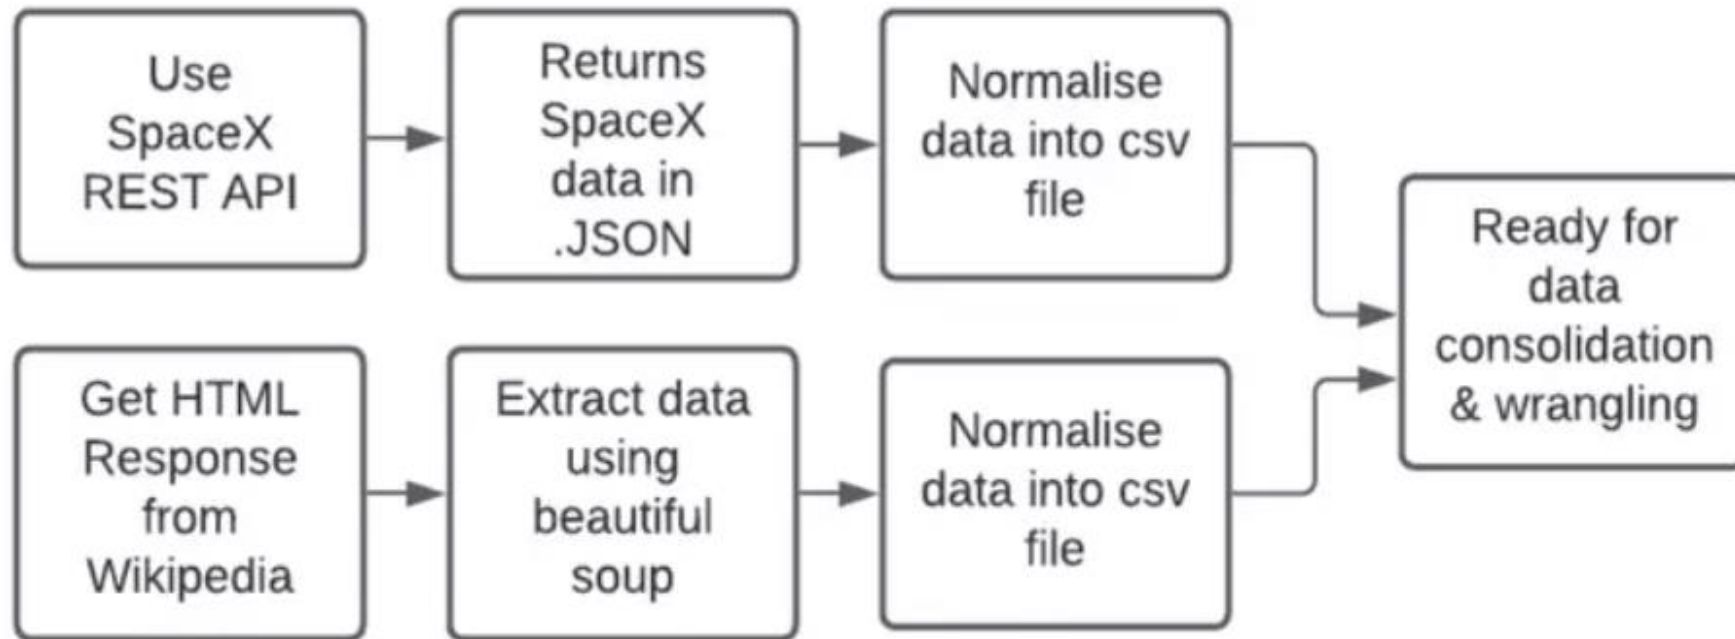 Use
SpaceX
REST API
Returns
SpaceX
data in
.JSON
Normalise
data into csv
file
Ready for
data
consolidation
& wrangling
Get HTML
Response
from
Wikipedia
Extract data
using
beautiful
soup
Normalise
data into csv
file